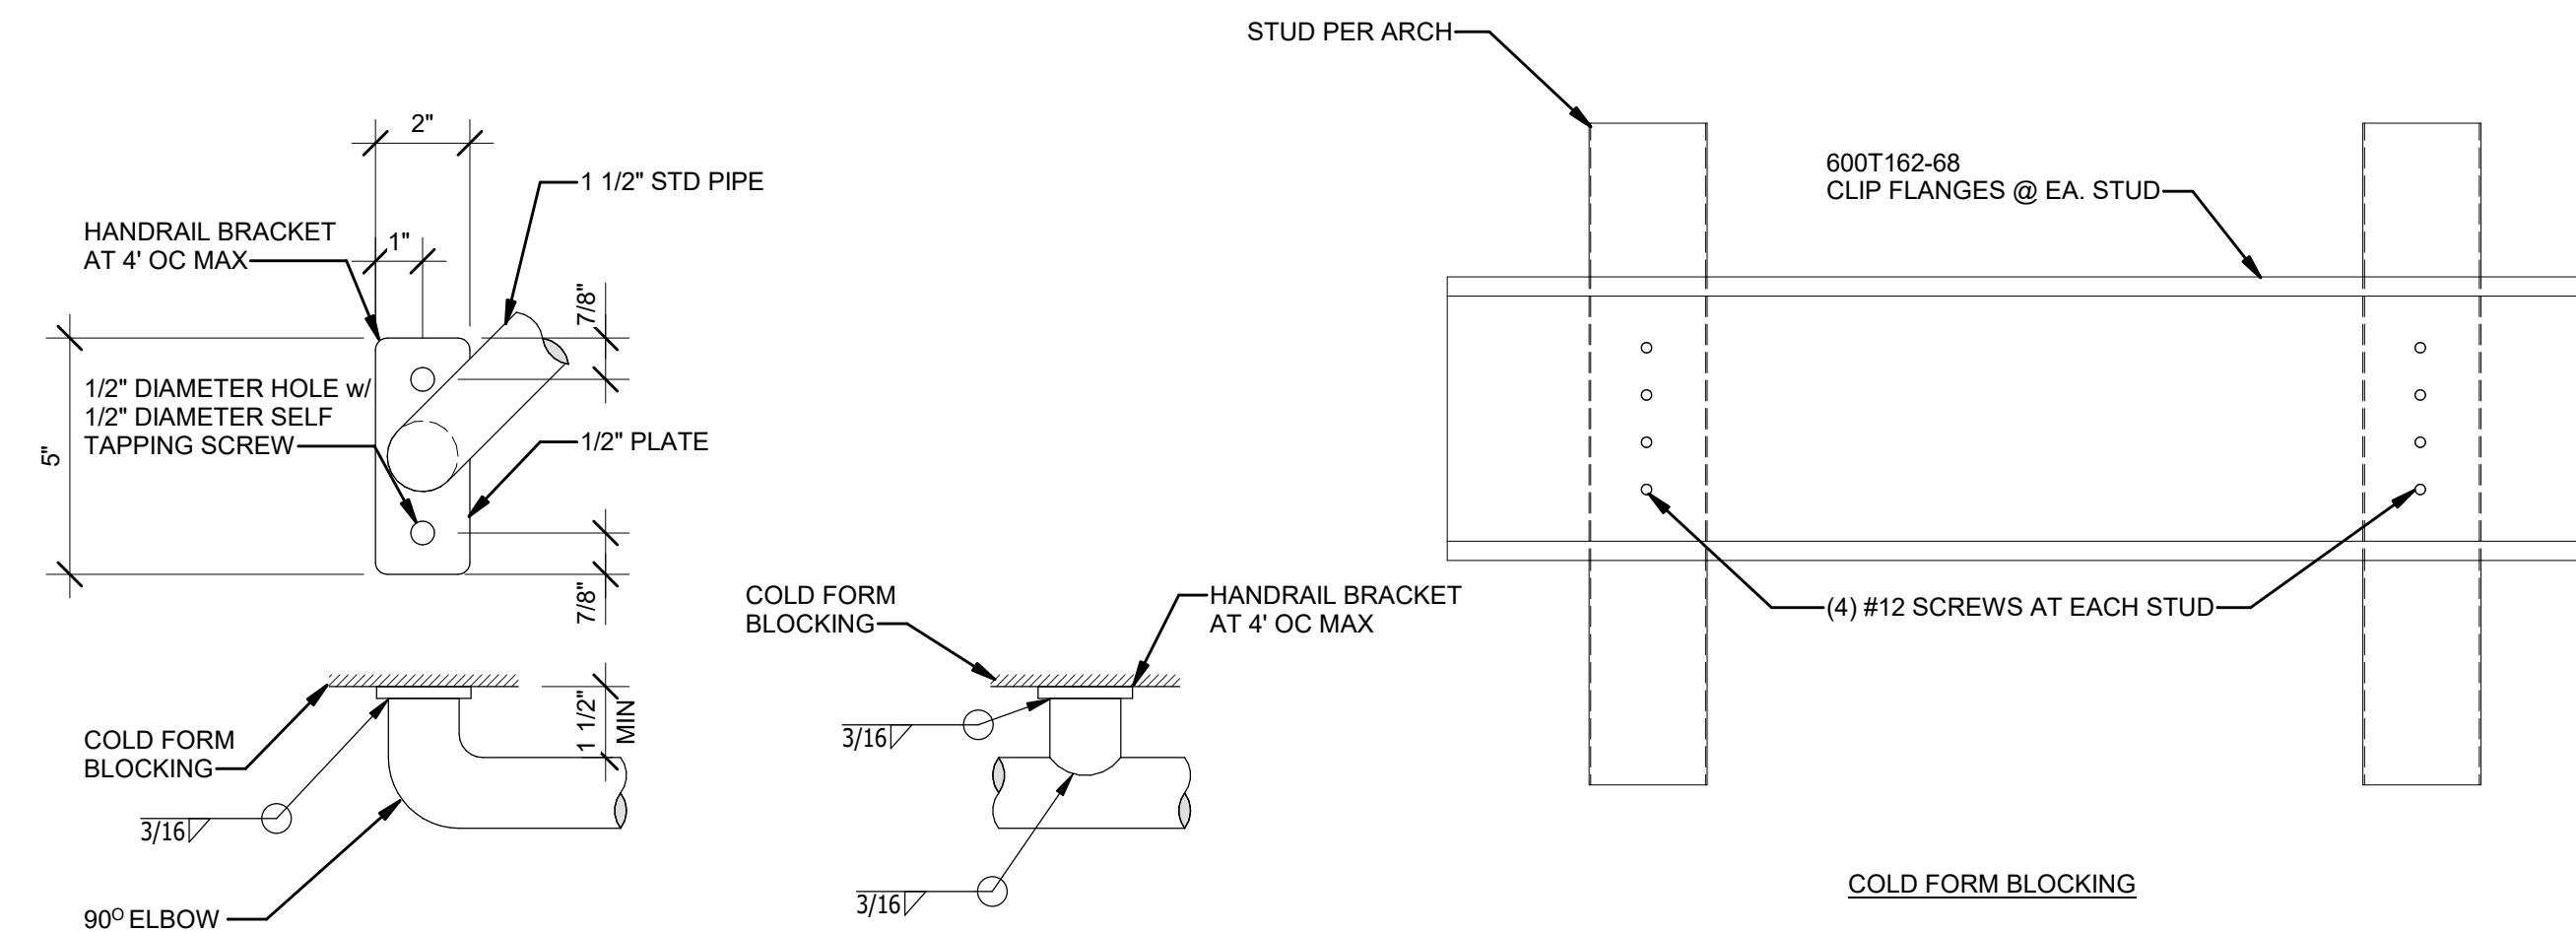 STUD PER ARCH
2"
1 1/2" STD PIPE
600T162-68
CLIP FLANGES @ EA. STUD
HANDRAIL BRACKET
AT 4' OC MAX
1"
7/8"
1/2" DIAMETER HOLE w/
1/2" DIAMETER SELF
TAPPING SCREW
1/2" PLATE
5"
7/8"
COLD FORM
BLOCKING
HANDRAIL BRACKET
AT 4' OC MAX
(4) #12 SCREWS AT EACH STUD
1 1/2"
MIN
COLD FORM
BLOCKING
3/16
3/16
3/16
90° ELBOW
COLD FORM BLOCKING